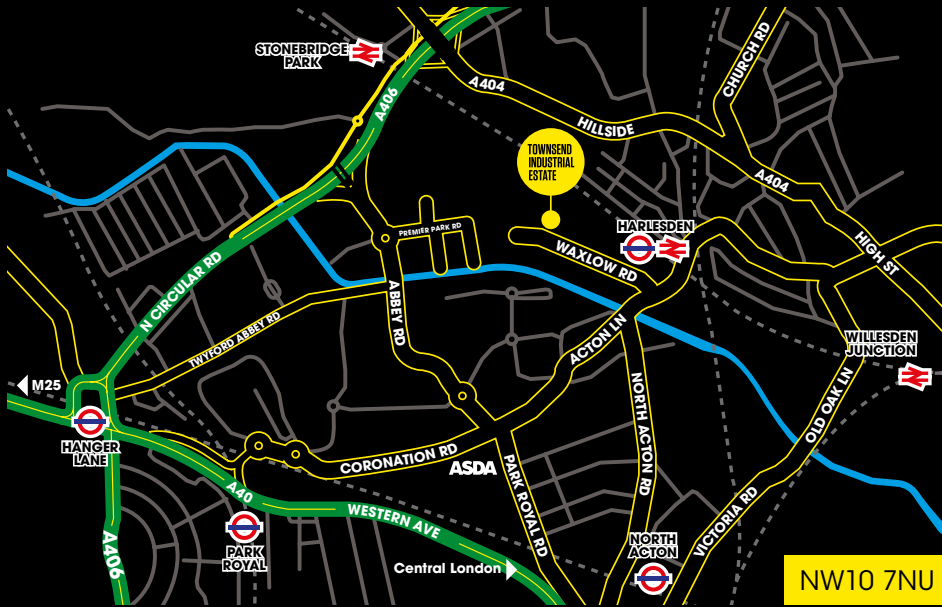 STONEBRIDGE
PARK
A406
A404
CHURCH RD
HILLSIDE
TOWNSEND
INDUSTRIAL
ESTATE
A404
HARLESDEN
PREMIER PARK RD
WAXLOW RD
HIGH ST
N CIRCULAR RD
ABBEY RD
TWYFORD ABBEY RD
ACTON LN
WILLESDEN
JUNCTION
M25
HANGER
LANE
NORTH ACTON RD
OLD OAK LN
CORONATION RD
ASDA
PARK ROYAL RD
A40
WESTERN AVE
VICTORIA RD
PARK
ROYAL
NORTH
ACTON
A406
Central London
NW10 7NU